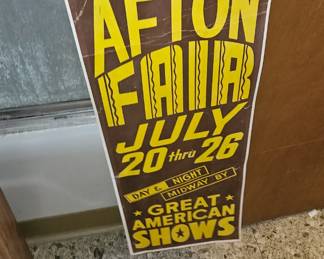 AFTON
FAIR
JULY
20 thru 26
DAY & NIGHT
MIDWAY BY
GREAT
AMERICAN
SHOWS